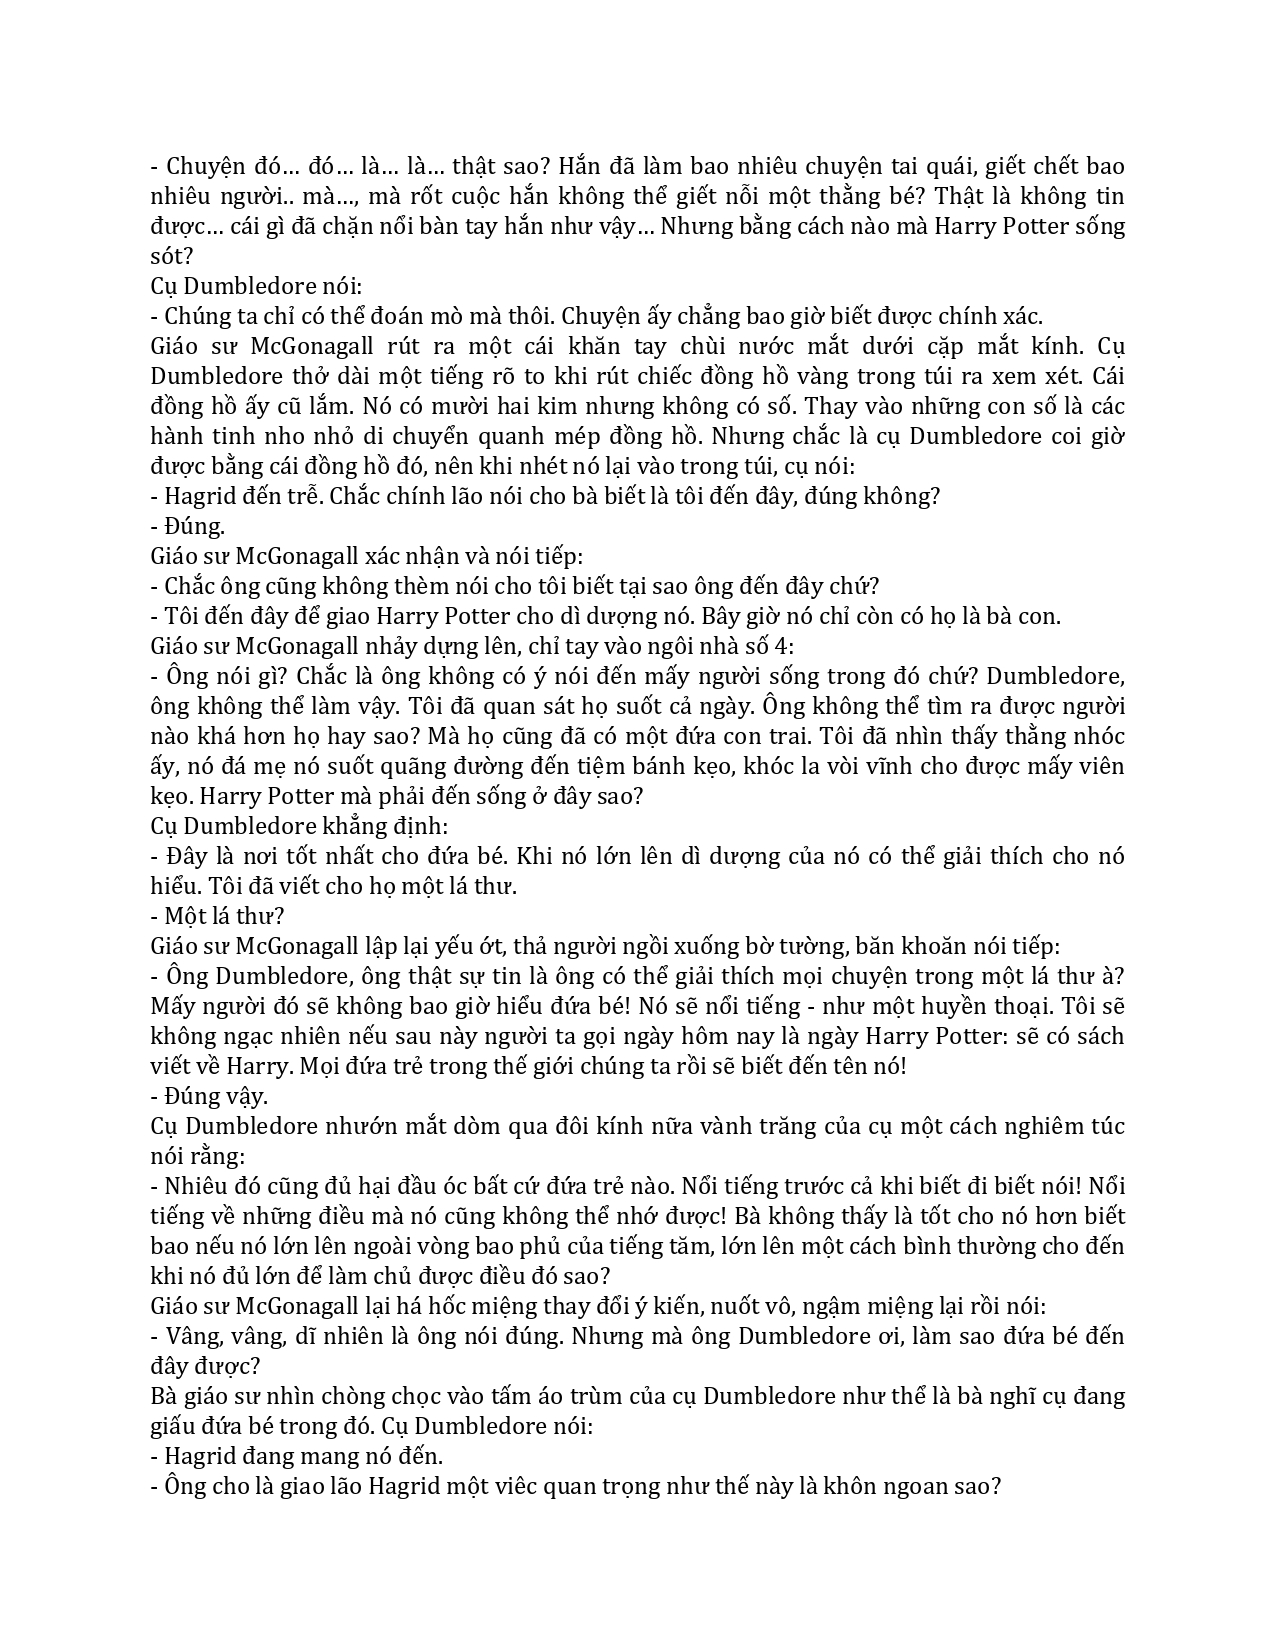 - Chuyện đó… đó… là… là… thật sao? Hắn đã làm bao nhiêu chuyện tai quái, giết chết bao
nhiêu người.. mà…, mà rốt cuộc hắn không thể giết nỗi một thằng bé? Thật là không tin
được… cái gì đã chặn nổi bàn tay hắn như vậy… Nhưng bằng cách nào mà Harry Potter sống
sót?
Cụ Dumbledore nói:
- Chúng ta chỉ có thể đoán mò mà thôi. Chuyện ấy chẳng bao giờ biết được chính xác.
Giáo sư McGonagall rút ra một cái khăn tay chùi nước mắt dưới cặp mắt kính. Cụ
Dumbledore thở dài một tiếng rõ to khi rút chiếc đồng hồ vàng trong túi ra xem xét. Cái
đồng hồ ấy cũ lắm. Nó có mười hai kim nhưng không có số. Thay vào những con số là các
hành tinh nho nhỏ di chuyển quanh mép đồng hồ. Nhưng chắc là cụ Dumbledore coi giờ
được bằng cái đồng hồ đó, nên khi nhét nó lại vào trong túi, cụ nói:
- Hagrid đến trễ. Chắc chính lão nói cho bà biết là tôi đến đây, đúng không?
- Đúng.
Giáo sư McGonagall xác nhận và nói tiếp:
- Chắc ông cũng không thèm nói cho tôi biết tại sao ông đến đây chứ?
- Tôi đến đây để giao Harry Potter cho dì dượng nó. Bây giờ nó chỉ còn có họ là bà con.
Giáo sư McGonagall nhảy dựng lên, chỉ tay vào ngôi nhà số 4:
- Ông nói gì? Chắc là ông không có ý nói đến mấy người sống trong đó chứ? Dumbledore,
ông không thể làm vậy. Tôi đã quan sát họ suốt cả ngày. Ông không thể tìm ra được người
nào khá hơn họ hay sao? Mà họ cũng đã có một đứa con trai. Tôi đã nhìn thấy thằng nhóc
ấy, nó đá mẹ nó suốt quãng đường đến tiệm bánh kẹo, khóc la vòi vĩnh cho được mấy viên
kẹo. Harry Potter mà phải đến sống ở đây sao?
Cụ Dumbledore khẳng định:
- Đây là nơi tốt nhất cho đứa bé. Khi nó lớn lên dì dượng của nó có thể giải thích cho nó
hiểu. Tôi đã viết cho họ một lá thư.
- Một lá thư?
Giáo sư McGonagall lập lại yếu ớt, thả người ngồi xuống bờ tường, băn khoăn nói tiếp:
- Ông Dumbledore, ông thật sự tin là ông có thể giải thích mọi chuyện trong một lá thư à?
Mấy người đó sẽ không bao giờ hiểu đứa bé! Nó sẽ nổi tiếng - như một huyền thoại. Tôi sẽ
không ngạc nhiên nếu sau này người ta gọi ngày hôm nay là ngày Harry Potter: sẽ có sách
viết về Harry. Mọi đứa trẻ trong thế giới chúng ta rồi sẽ biết đến tên nó!
- Đúng vậy.
Cụ Dumbledore nhướn mắt dòm qua đôi kính nữa vành trăng của cụ một cách nghiêm túc
nói rằng:
- Nhiêu đó cũng đủ hại đầu óc bất cứ đứa trẻ nào. Nổi tiếng trước cả khi biết đi biết nói! Nổi
tiếng về những điều mà nó cũng không thể nhớ được! Bà không thấy là tốt cho nó hơn biết
bao nếu nó lớn lên ngoài vòng bao phủ của tiếng tăm, lớn lên một cách bình thường cho đến
khi nó đủ lớn để làm chủ được điều đó sao?
Giáo sư McGonagall lại há hốc miệng thay đổi ý kiến, nuốt vô, ngậm miệng lại rồi nói:
- Vâng, vâng, dĩ nhiên là ông nói đúng. Nhưng mà ông Dumbledore ơi, làm sao đứa bé đến
đây được?
Bà giáo sư nhìn chòng chọc vào tấm áo trùm của cụ Dumbledore như thể là bà nghĩ cụ đang
giấu đứa bé trong đó. Cụ Dumbledore nói:
- Hagrid đang mang nó đến.
- Ông cho là giao lão Hagrid một viêc quan trọng như thế này là khôn ngoan sao?